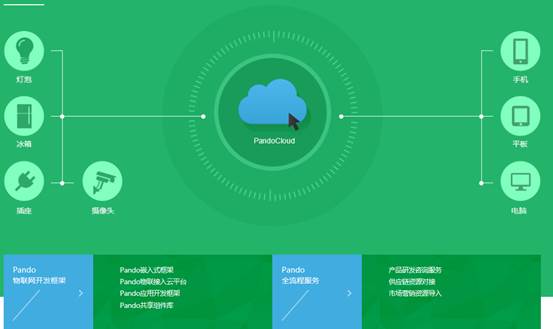 灯泡
冰箱
插座
摄像头
PandoCloud
手机
平板
电脑
Pando
物联网开发框架
Pando嵌入式框架
Pando物联接入云平台
Pando应用开发框架
Pando共享组件库
Pando
全流程服务
产品研发咨询服务
供应链资源对接
市场营销资源导入